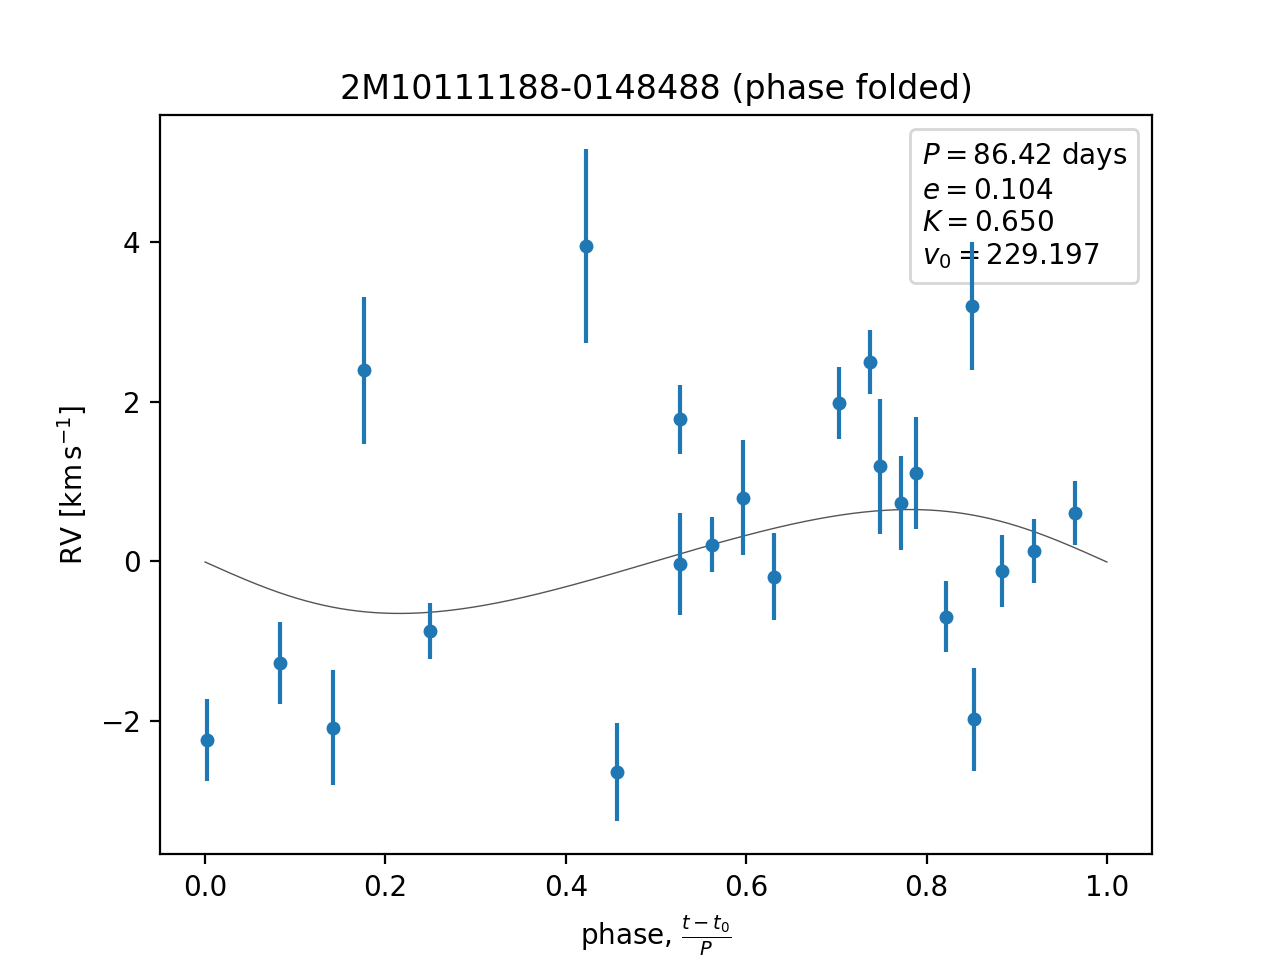 2M10111188-0148488 (phase folded)
P = 86.42 days
e = 0.104
K = 0.650
v₀ = 229.197
4
2
0
−2
RV [km s⁻¹]
0.0 0.2 0.4 0.6 0.8 1.0
phase, (t − t₀)/P